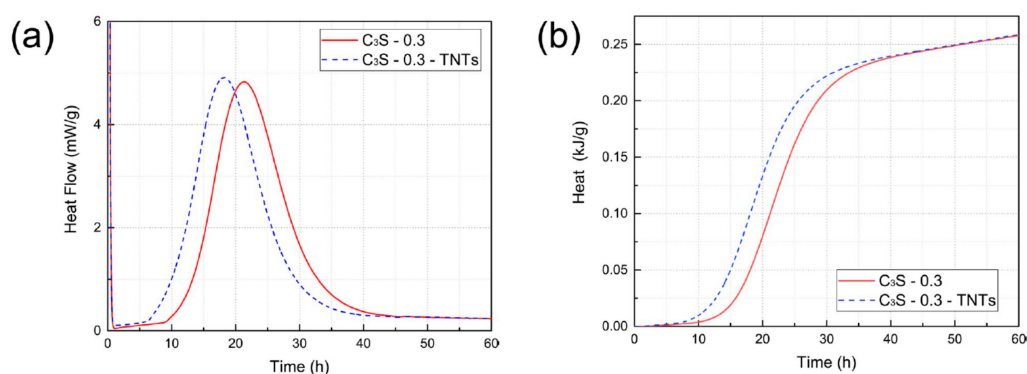 (a)
C₃S - 0.3
C₃S - 0.3 - TNTs
Heat Flow (mW/g)
6
4
2
0
0 10 20 30 40 50 60
Time (h)
(b)
0.25
0.20
0.15
0.10
0.05
0.00
Heat (kJ/g)
C₃S - 0.3
C₃S - 0.3 - TNTs
0 10 20 30 40 50 60
Time (h)